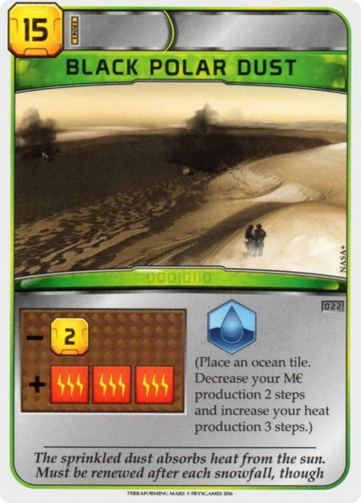 15
BLACK POLAR DUST
NASA+
022
- 2
+
(Place an ocean tile.
Decrease your M€
production 2 steps
and increase your heat
production 3 steps.)
The sprinkled dust absorbs heat from the sun.
Must be renewed after each snowfall, though
TERRAFORMING MARS © FRYXGAMES 2016